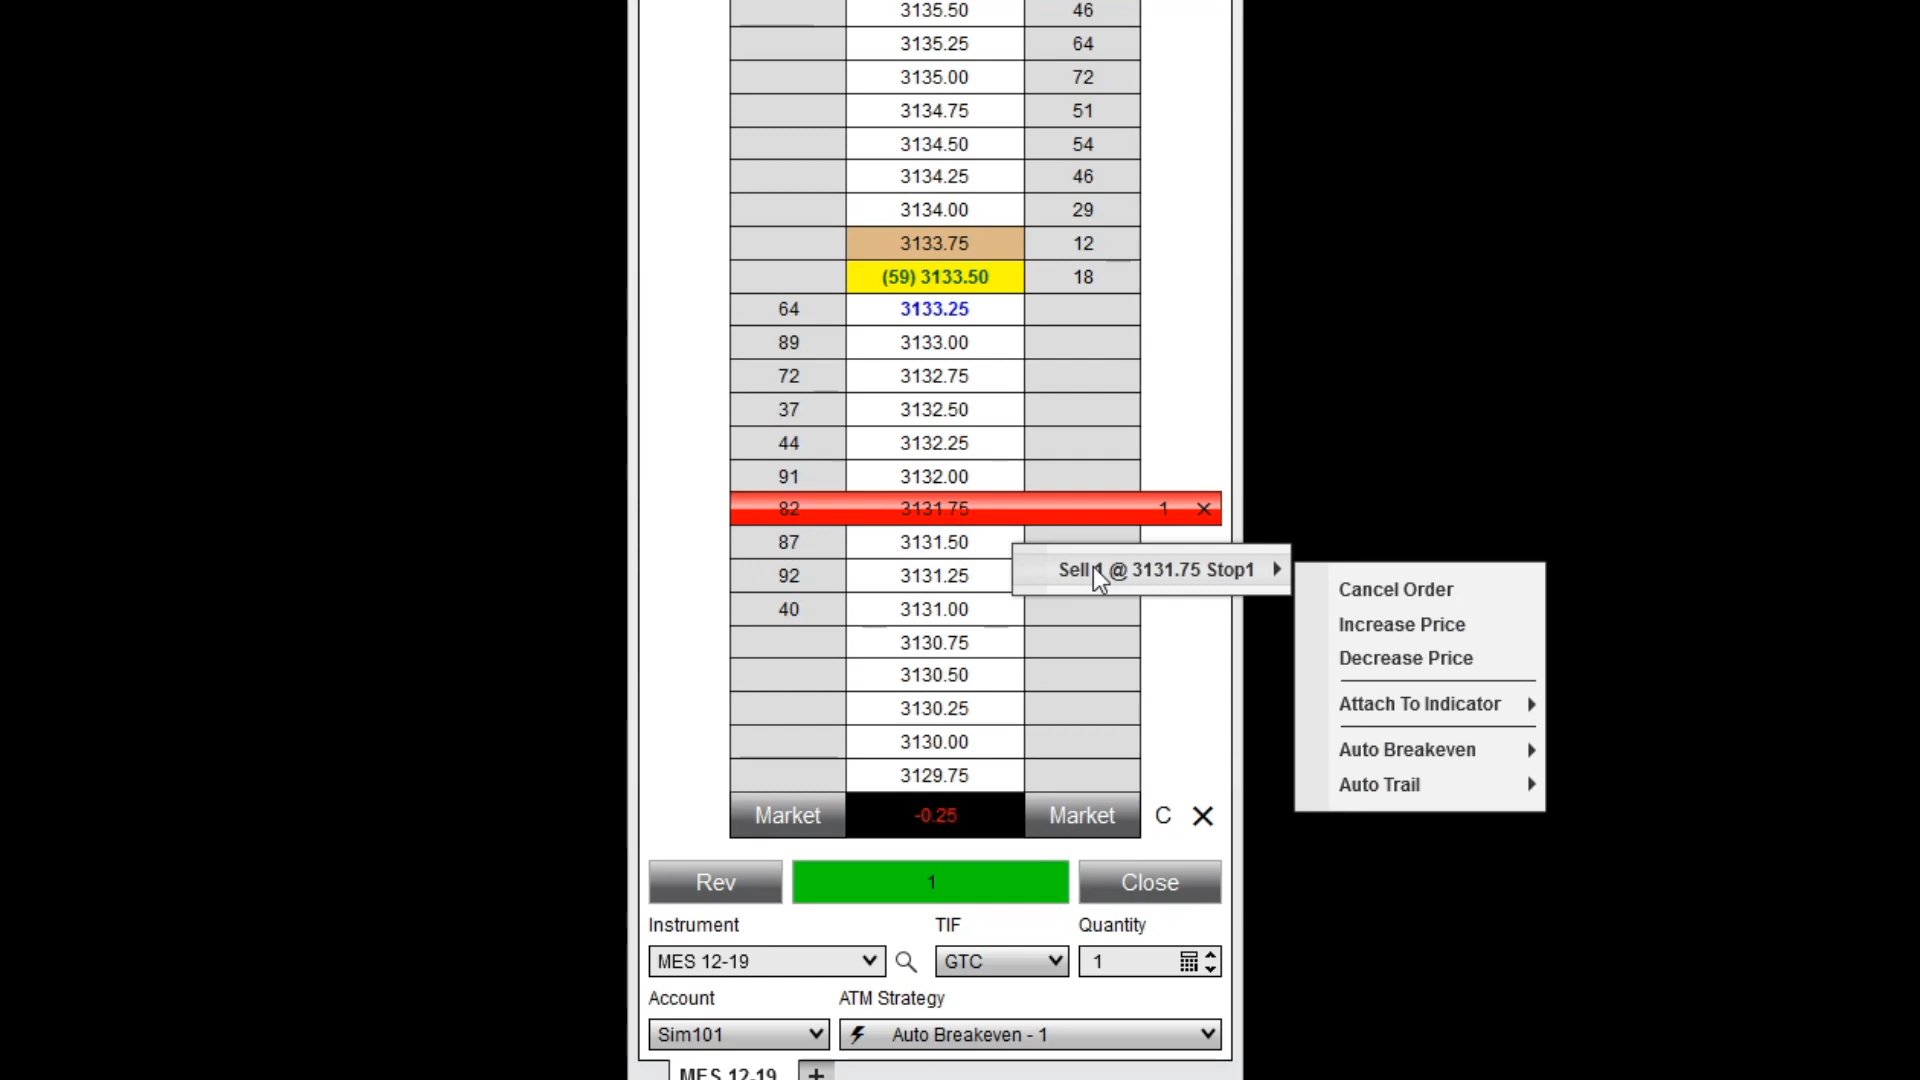 3135.50 46
3135.25 64
3135.00 72
3134.75 51
3134.50 54
3134.25 46
3134.00 29
3133.75 12
(59) 3133.50 18
64 3133.25
89 3133.00
72 3132.75
37 3132.50
44 3132.25
91 3132.00
82 3131.75 1 X
87 3131.50
92 3131.25
40 3131.00
3130.75
3130.50
3130.25
3130.00
3129.75
Sell 1 @ 3131.75 Stop1
Cancel Order
Increase Price
Decrease Price
Attach To Indicator
Auto Breakeven
Auto Trail
Market -0.25 Market C X
Rev 1 Close
Instrument TIF Quantity
MES 12-19 GTC 1
Account ATM Strategy
Sim101 Auto Breakeven - 1
MES 12-19 +